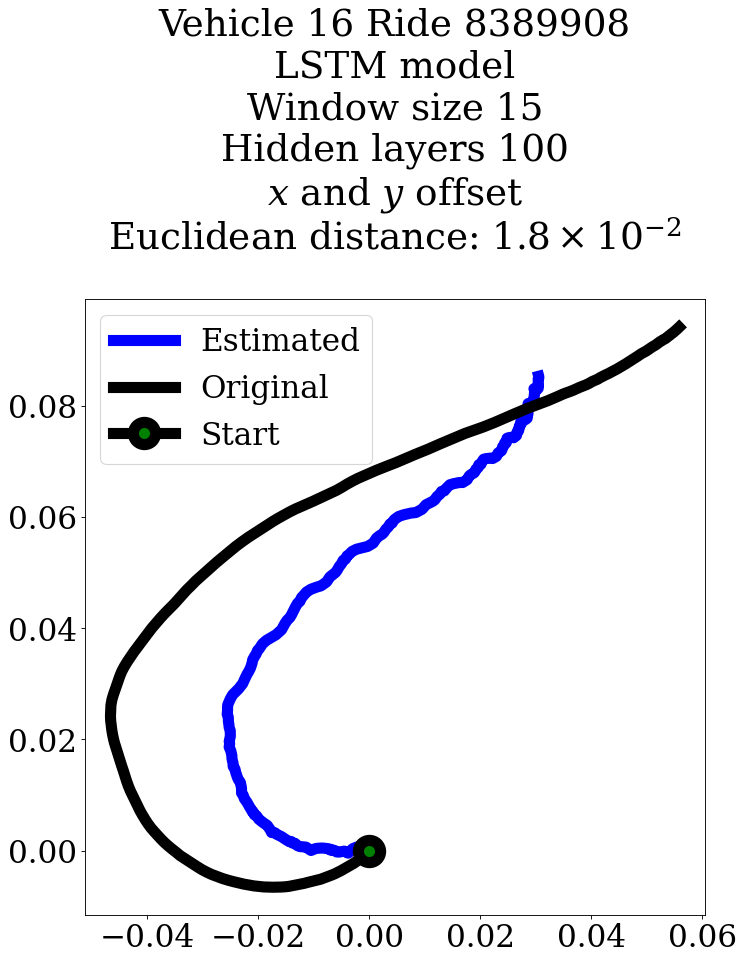 Vehicle 16 Ride 8389908
LSTM model
Window size 15
Hidden layers 100
x and y offset
Euclidean distance: 1.8 × 10⁻²
Estimated
Original
Start
0.08
0.06
0.04
0.02
0.00
−0.04 −0.02 0.00 0.02 0.04 0.06